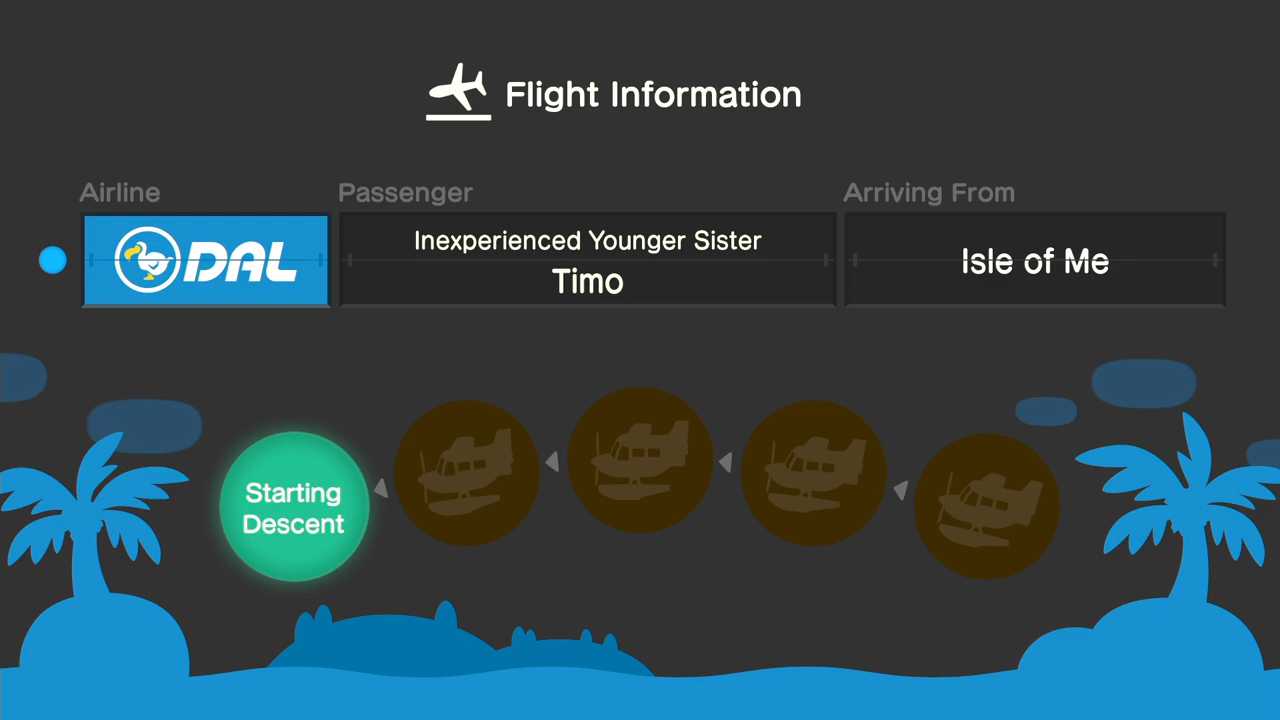 Flight Information
Airline
Passenger
Arriving From
DAL
Inexperienced Younger Sister
Timo
Isle of Me
Starting
Descent